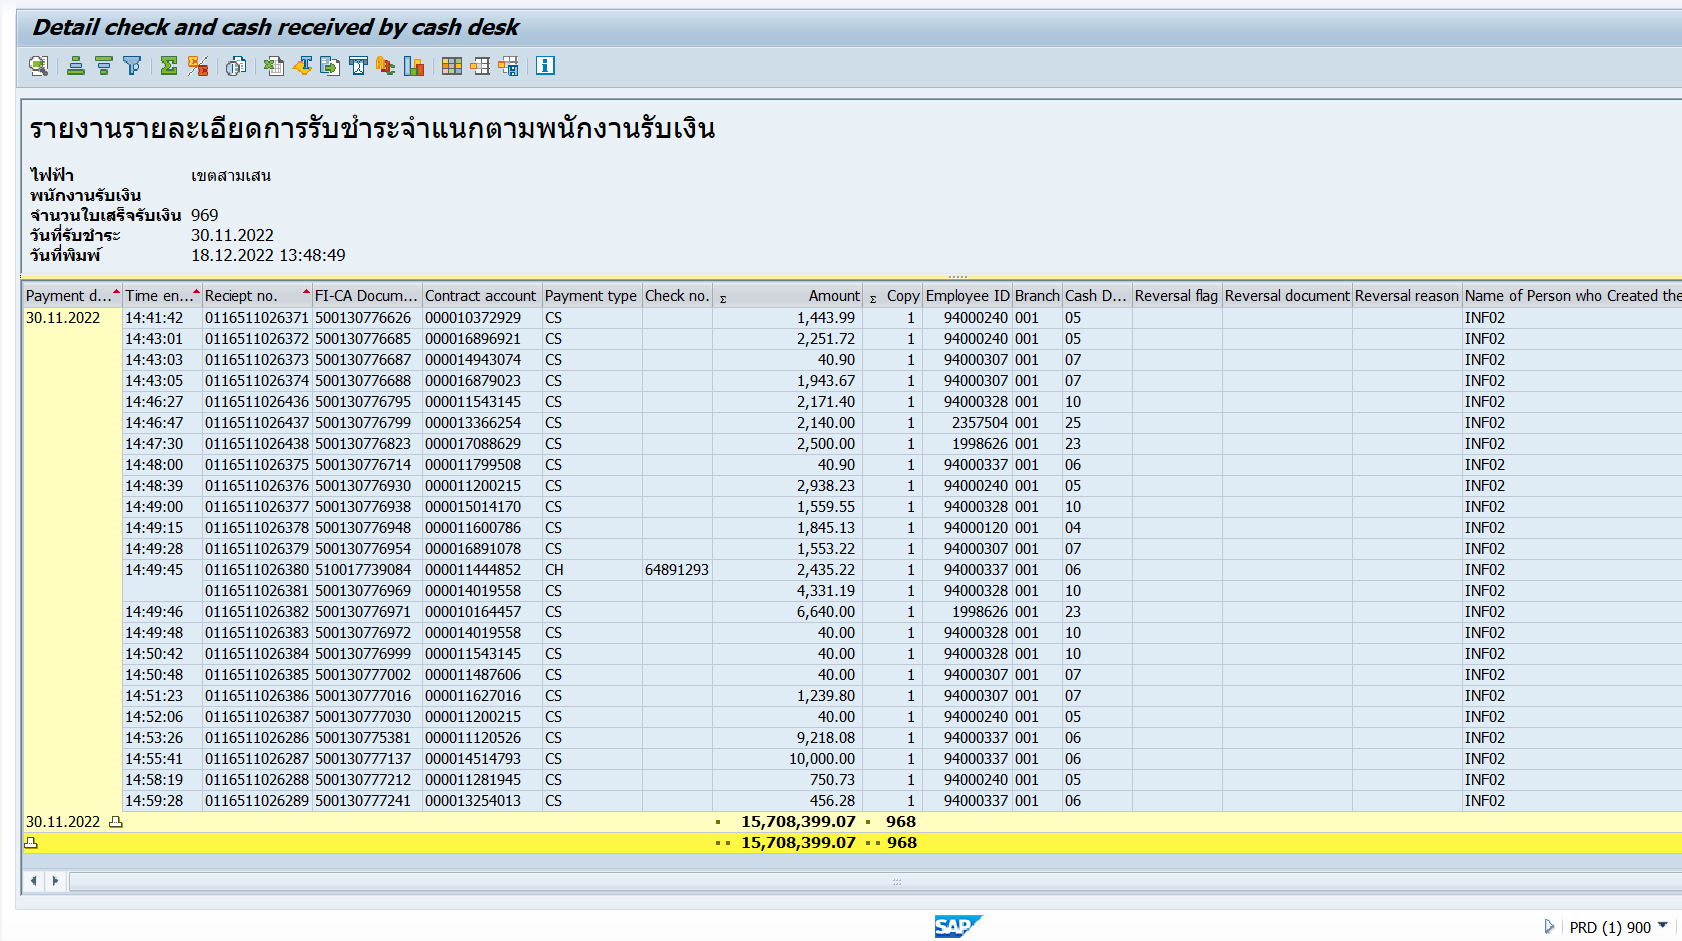 Detail check and cash received by cash desk
รายงานรายละเอียดการรับชำระจำแนกตามพนักงานรับเงิน
ไฟฟ้า เขตสามเสน
พนักงานรับเงิน
จำนวนใบเสร็จรับเงิน 969
วันที่รับชำระ 30.11.2022
วันที่พิมพ์ 18.12.2022 13:48:49
Payment d... Time en... Reciept no. FI-CA Docum... Contract account Payment type Check no. Σ Amount Σ Copy Employee ID Branch Cash D... Reversal flag Reversal document Reversal reason Name of Person who Created the
30.11.2022 14:41:42 0116511026371 500130776626 000010372929 CS 1,443.99 1 94000240 001 05 INF02
14:43:01 0116511026372 500130776685 000016896921 CS 2,251.72 1 94000240 001 05 INF02
14:43:03 0116511026373 500130776687 000014943074 CS 40.90 1 94000307 001 07 INF02
14:43:05 0116511026374 500130776688 000016879023 CS 1,943.67 1 94000307 001 07 INF02
14:46:27 0116511026436 500130776795 000011543145 CS 2,171.40 1 94000328 001 10 INF02
14:46:47 0116511026437 500130776799 000013366254 CS 2,140.00 1 2357504 001 25 INF02
14:47:30 0116511026438 500130776823 000017088629 CS 2,500.00 1 1998626 001 23 INF02
14:48:00 0116511026375 500130776714 000011799508 CS 40.90 1 94000337 001 06 INF02
14:48:39 0116511026376 500130776930 000011200215 CS 2,938.23 1 94000240 001 05 INF02
14:49:00 0116511026377 500130776938 000015014170 CS 1,559.55 1 94000328 001 10 INF02
14:49:15 0116511026378 500130776948 000011600786 CS 1,845.13 1 94000120 001 04 INF02
14:49:28 0116511026379 500130776954 000016891078 CS 1,553.22 1 94000307 001 07 INF02
14:49:45 0116511026380 510017739084 000011444852 CH 64891293 2,435.22 1 94000337 001 06 INF02
0116511026381 500130776969 000014019558 CS 4,331.19 1 94000328 001 10 INF02
14:49:46 0116511026382 500130776971 000010164457 CS 6,640.00 1 1998626 001 23 INF02
14:49:48 0116511026383 500130776972 000014019558 CS 40.00 1 94000328 001 10 INF02
14:50:42 0116511026384 500130776999 000011543145 CS 40.00 1 94000328 001 10 INF02
14:50:48 0116511026385 500130777002 000011487606 CS 40.00 1 94000307 001 07 INF02
14:51:23 0116511026386 500130777016 000011627016 CS 1,239.80 1 94000307 001 07 INF02
14:52:06 0116511026387 500130777030 000011200215 CS 40.00 1 94000240 001 05 INF02
14:53:26 0116511026286 500130775381 000011120526 CS 9,218.08 1 94000337 001 06 INF02
14:55:41 0116511026287 500130777137 000014514793 CS 10,000.00 1 94000337 001 06 INF02
14:58:19 0116511026288 500130777212 000011281945 CS 750.73 1 94000240 001 05 INF02
14:59:28 0116511026289 500130777241 000013254013 CS 456.28 1 94000337 001 06 INF02
30.11.2022 15,708,399.07 968
15,708,399.07 968
SAP PRD (1) 900